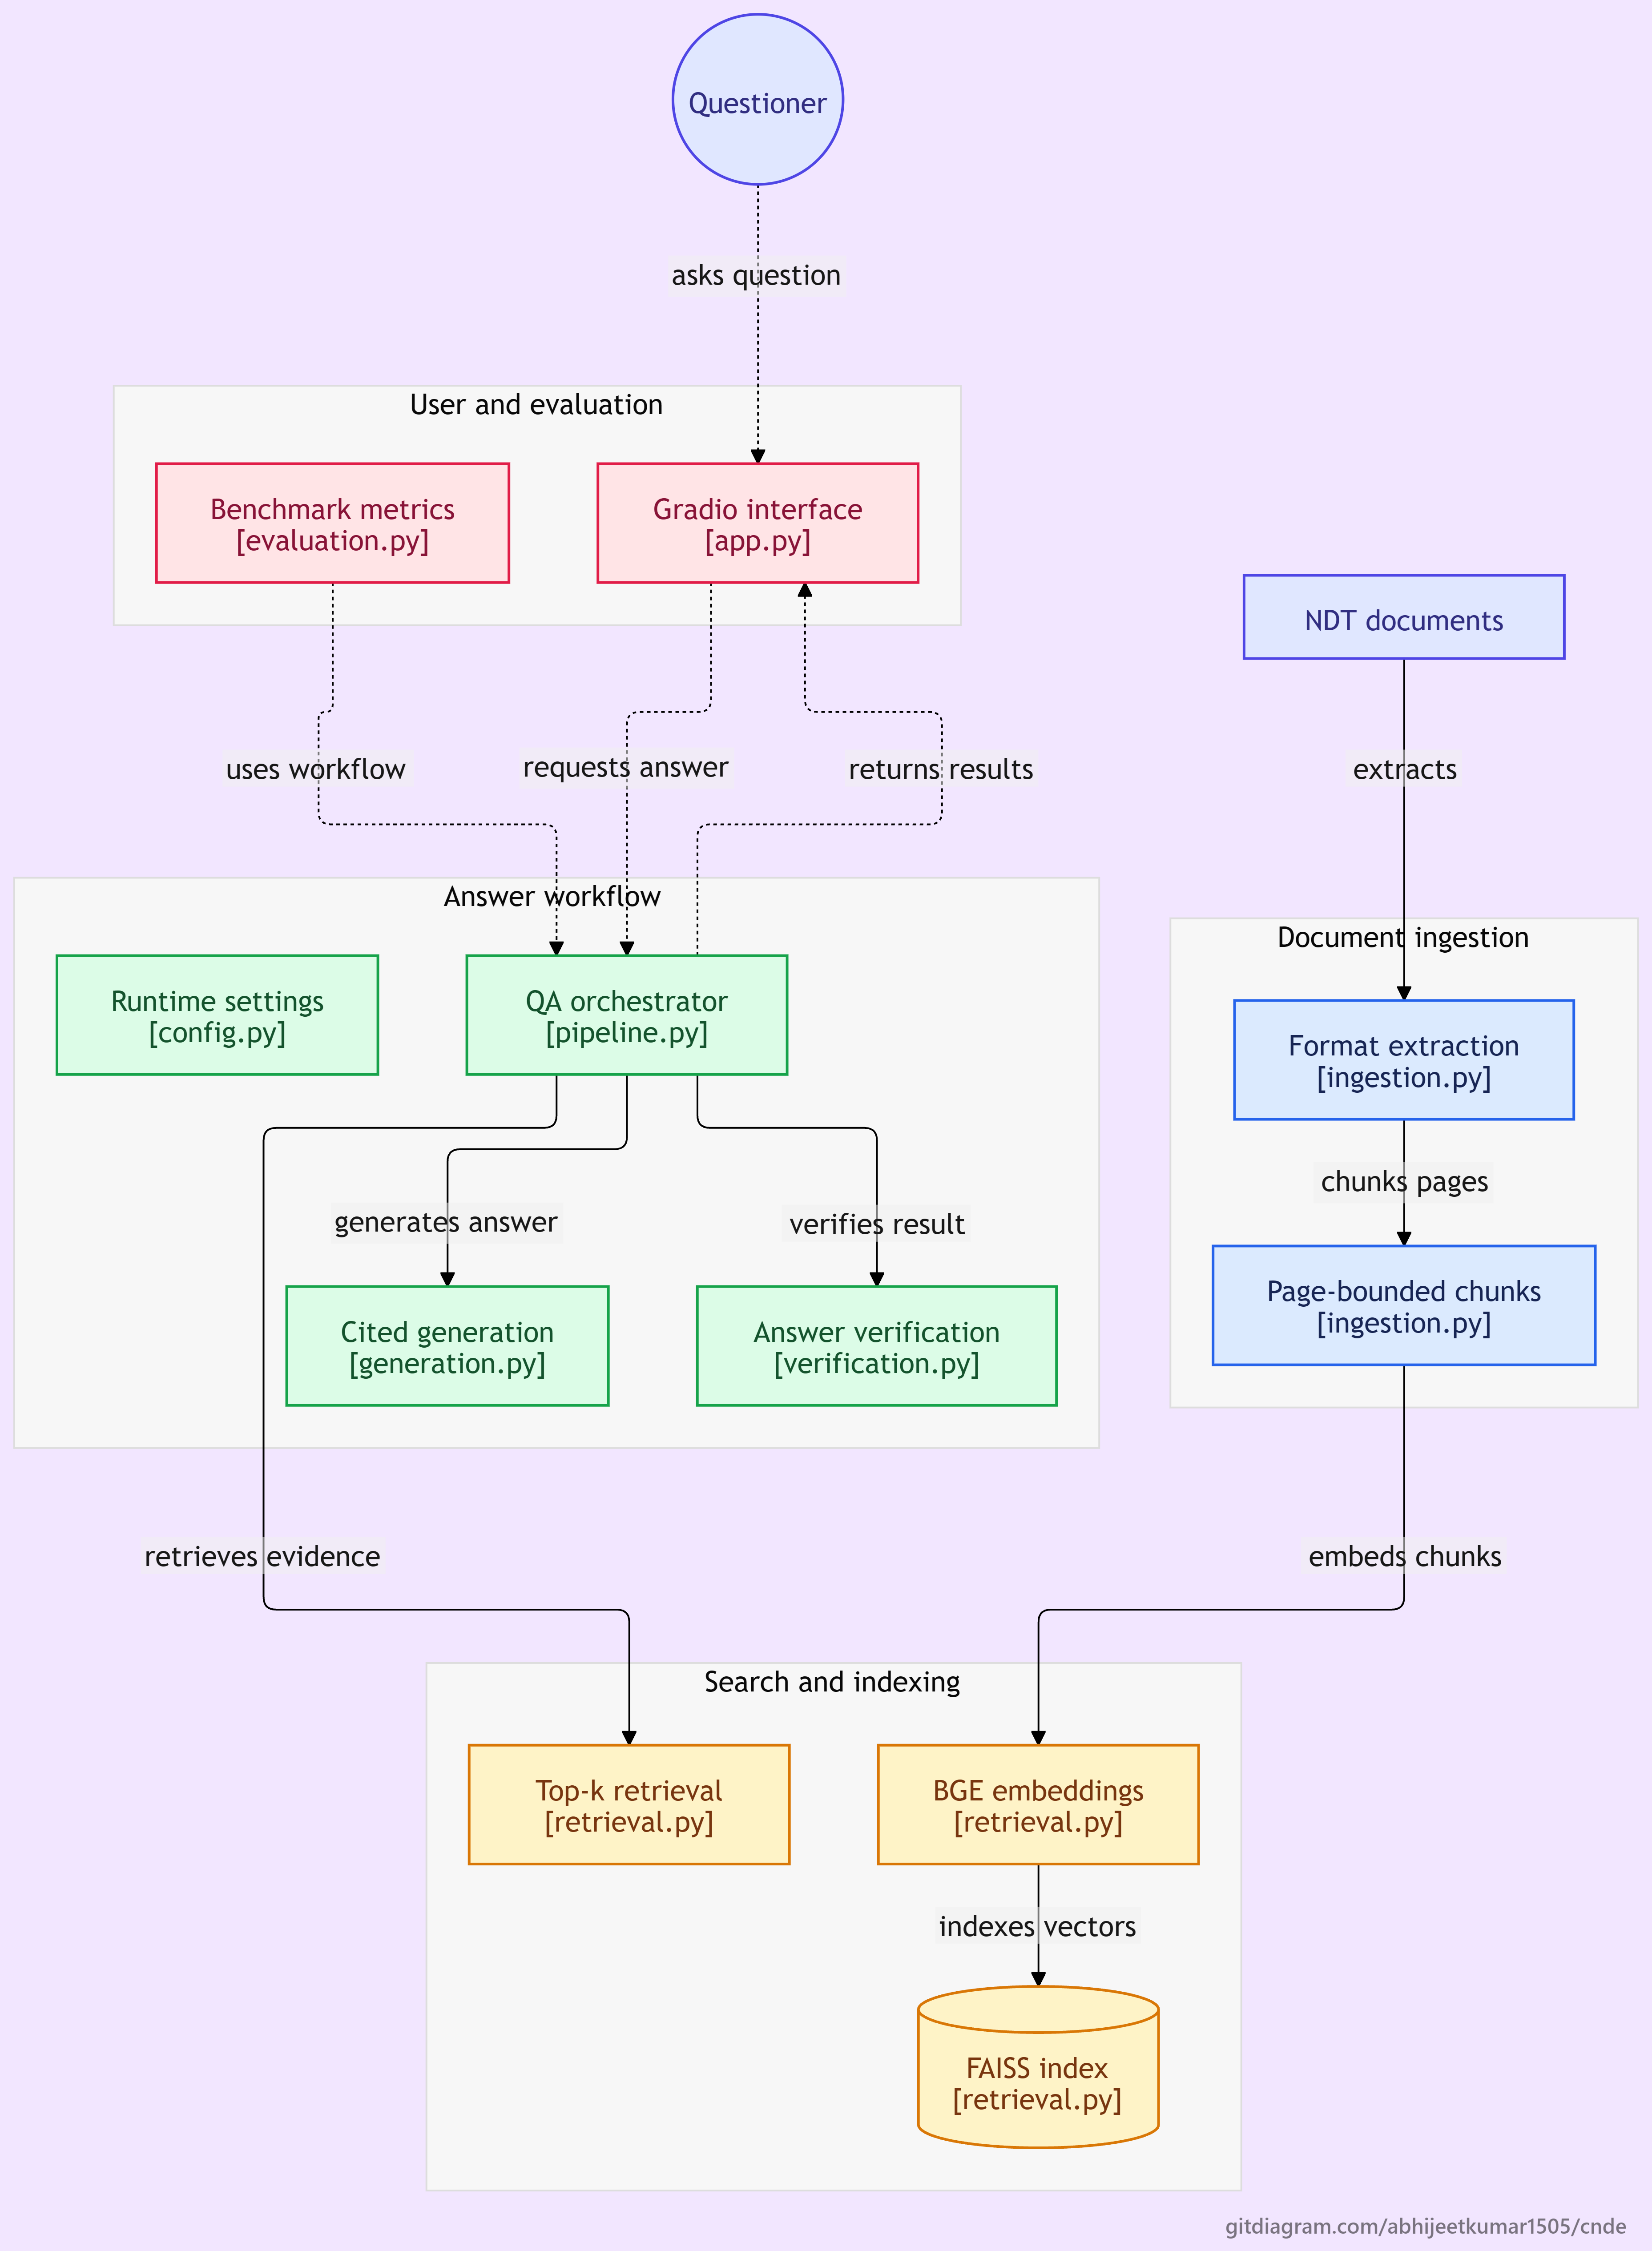 Questioner
asks question
User and evaluation
Benchmark metrics
[evaluation.py]
Gradio interface
[app.py]
NDT documents
uses workflow
requests answer
returns results
extracts
Answer workflow
Runtime settings
[config.py]
QA orchestrator
[pipeline.py]
generates answer
verifies result
Cited generation
[generation.py]
Answer verification
[verification.py]
Document ingestion
Format extraction
[ingestion.py]
chunks pages
Page-bounded chunks
[ingestion.py]
retrieves evidence
embeds chunks
Search and indexing
Top-k retrieval
[retrieval.py]
BGE embeddings
[retrieval.py]
indexes vectors
FAISS index
[retrieval.py]
gitdiagram.com/abhijeetkumar1505/cnde